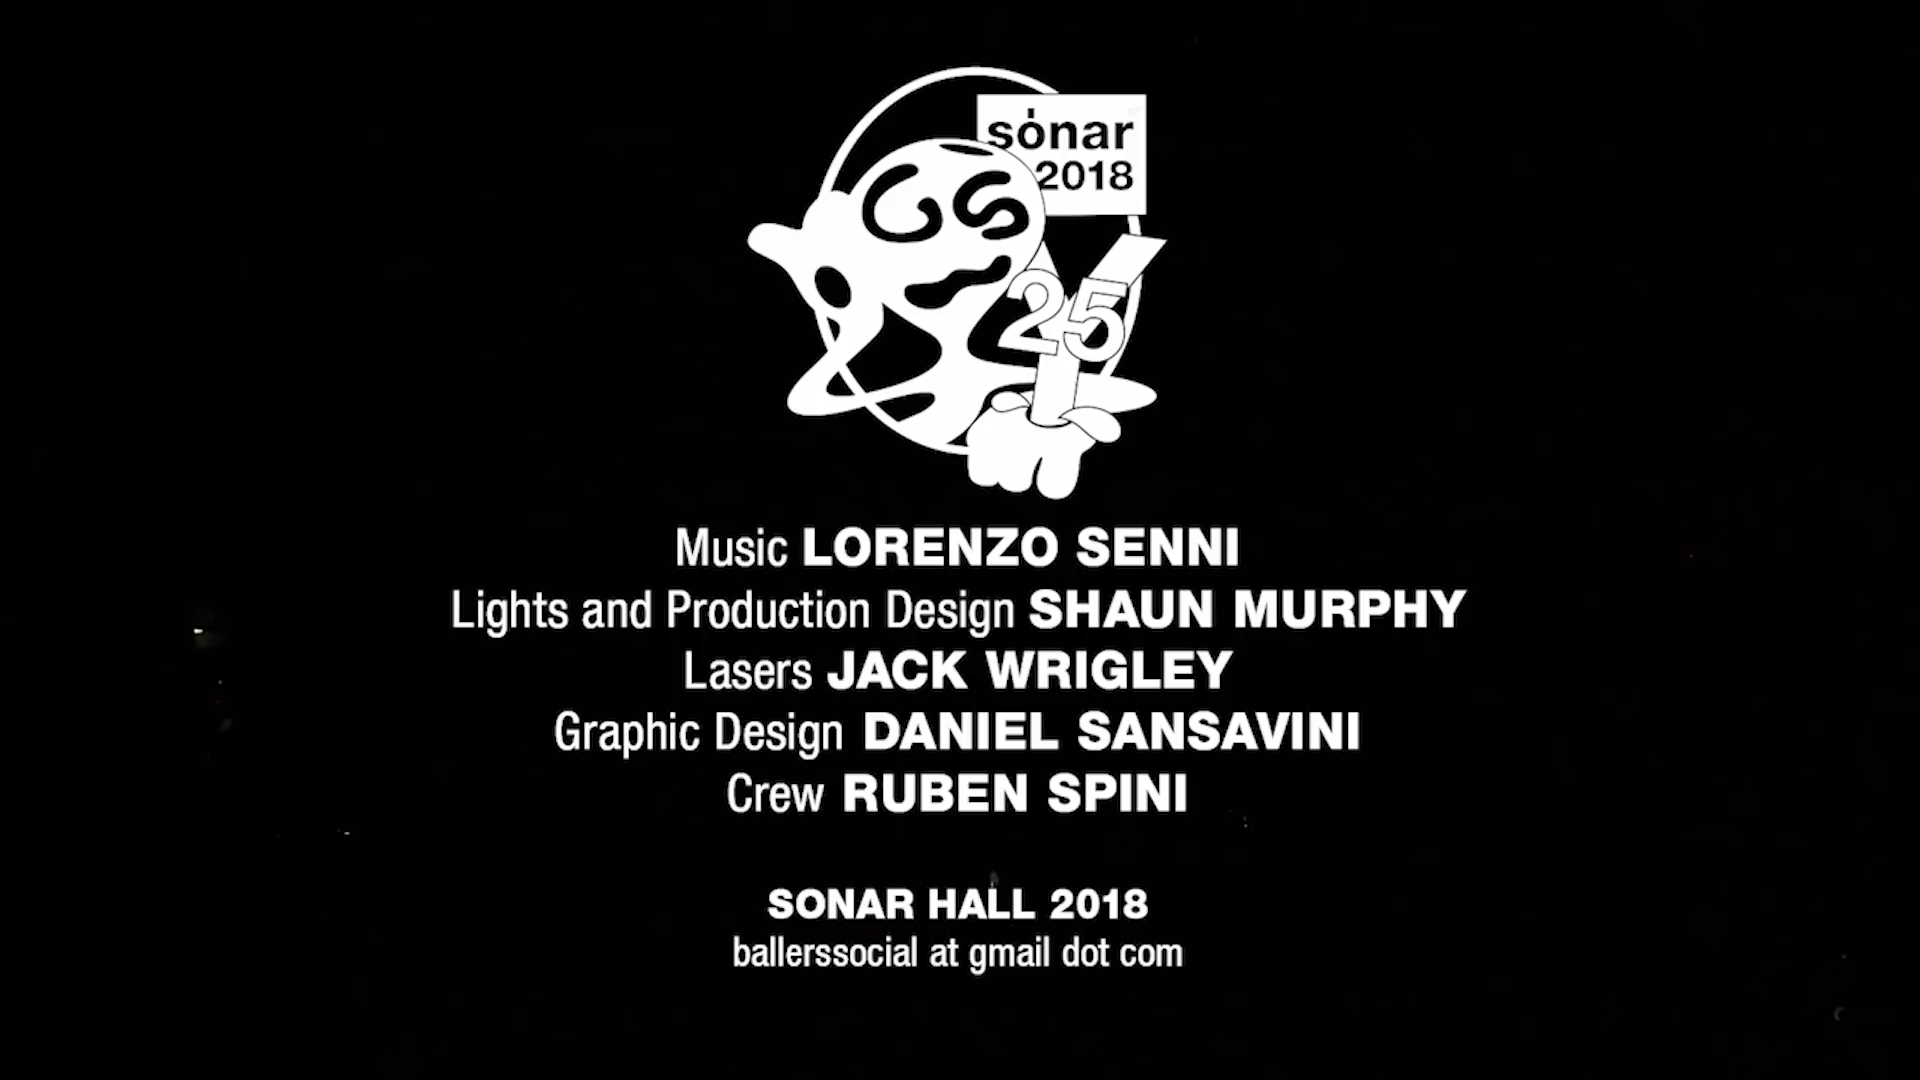 sónar
2018
CS
25
Music LORENZO SENNI
Lights and Production Design SHAUN MURPHY
Lasers JACK WRIGLEY
Graphic Design DANIEL SANSAVINI
Crew RUBEN SPINI
SONAR HALL 2018
ballerssocial at gmail dot com